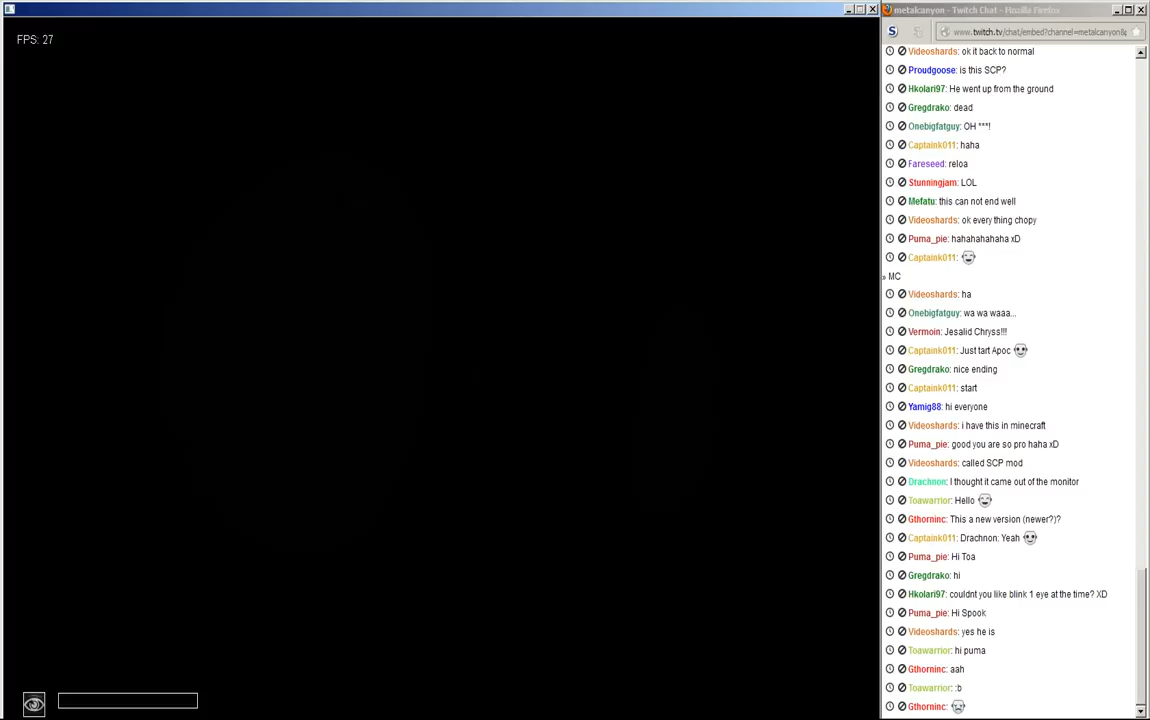 metalcanyon - Twitch Chat - Mozilla Firefox
www.twitch.tv/chat/embed?channel=metalcanyon&
FPS: 27
Videoshards: ok it back to normal
Proudgoose: is this SCP?
Hkolari97: He went up from the ground
Gregdrako: dead
Onebigfatguy: OH ***!
Captaink011: haha
Fareseed: reloa
Stunningjam: LOL
Mefatu: this can not end well
Videoshards: ok every thing chopy
Puma_pie: hahahahahaha xD
Captaink011:
» MC
Videoshards: ha
Onebigfatguy: wa wa waaa...
Vermoin: Jesalid Chryss!!!
Captaink011: Just tart Apoc
Gregdrako: nice ending
Captaink011: start
Yamig88: hi everyone
Videoshards: i have this in minecraft
Puma_pie: good you are so pro haha xD
Videoshards: called SCP mod
Drachnon: I thought it came out of the monitor
Toawarrior: Hello
Gthorninc: This a new version (newer?)?
Captaink011: Drachnon: Yeah
Puma_pie: Hi Toa
Gregdrako: hi
Hkolari97: couldnt you like blink 1 eye at the time? XD
Puma_pie: Hi Spook
Videoshards: yes he is
Toawarrior: hi puma
Gthorninc: aah
Toawarrior: :b
Gthorninc: